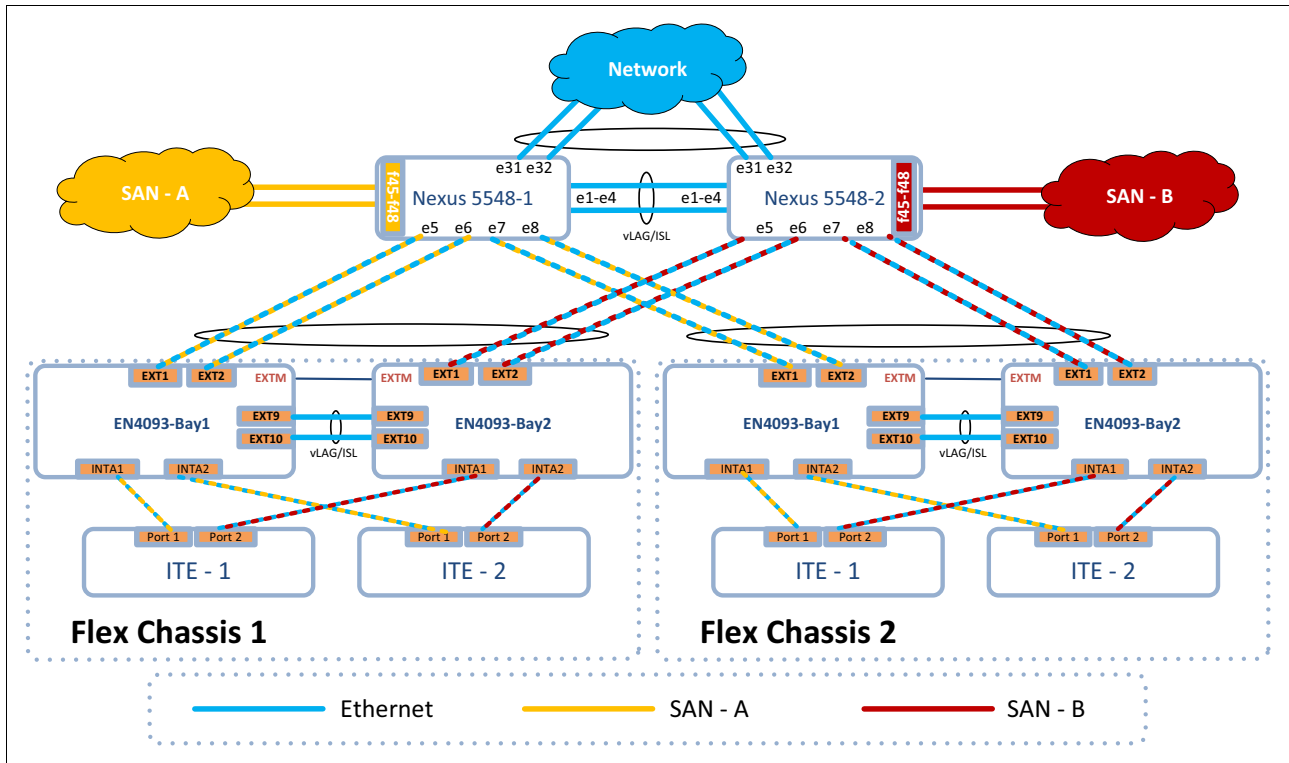 Network
SAN - A
f45-f48
e31 e32
Nexus 5548-1
e1-e4
e5 e6 e7 e8
vLAG/ISL
e31 e32
Nexus 5548-2
e1-e4
e5 e6 e7 e8
f45-f48
SAN - B
EXT1 EXT2 EXTM
EN4093-Bay1
EXT9
EXT10
INTA1 INTA2
vLAG/ISL
EXTM EXT1 EXT2
EXT9
EXT10
EN4093-Bay2
INTA1 INTA2
Port 1 Port 2
ITE - 1
Port 1 Port 2
ITE - 2
Flex Chassis 1
EXT1 EXT2 EXTM
EN4093-Bay1
EXT9
EXT10
INTA1 INTA2
vLAG/ISL
EXTM EXT1 EXT2
EXT9
EXT10
EN4093-Bay2
INTA1 INTA2
Port 1 Port 2
ITE - 1
Port 1 Port 2
ITE - 2
Flex Chassis 2
Ethernet
SAN - A
SAN - B